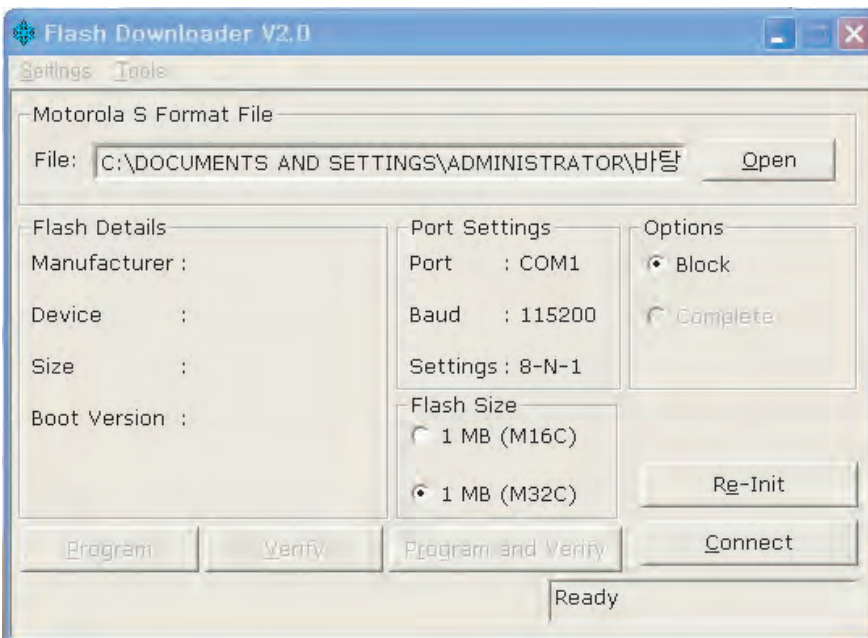 Flash Downloader V2.0
Settings Tools
Motorola S Format File
File: C:\DOCUMENTS AND SETTINGS\ADMINISTRATOR\바탕 Open
Flash Details
Manufacturer :
Device :
Size :
Boot Version :
Port Settings
Port : COM1
Baud : 115200
Settings : 8-N-1
Options
Block
Complete
Flash Size
1 MB (M16C)
1 MB (M32C)
Re-Init
Program Verify Program and Verify Connect
Ready